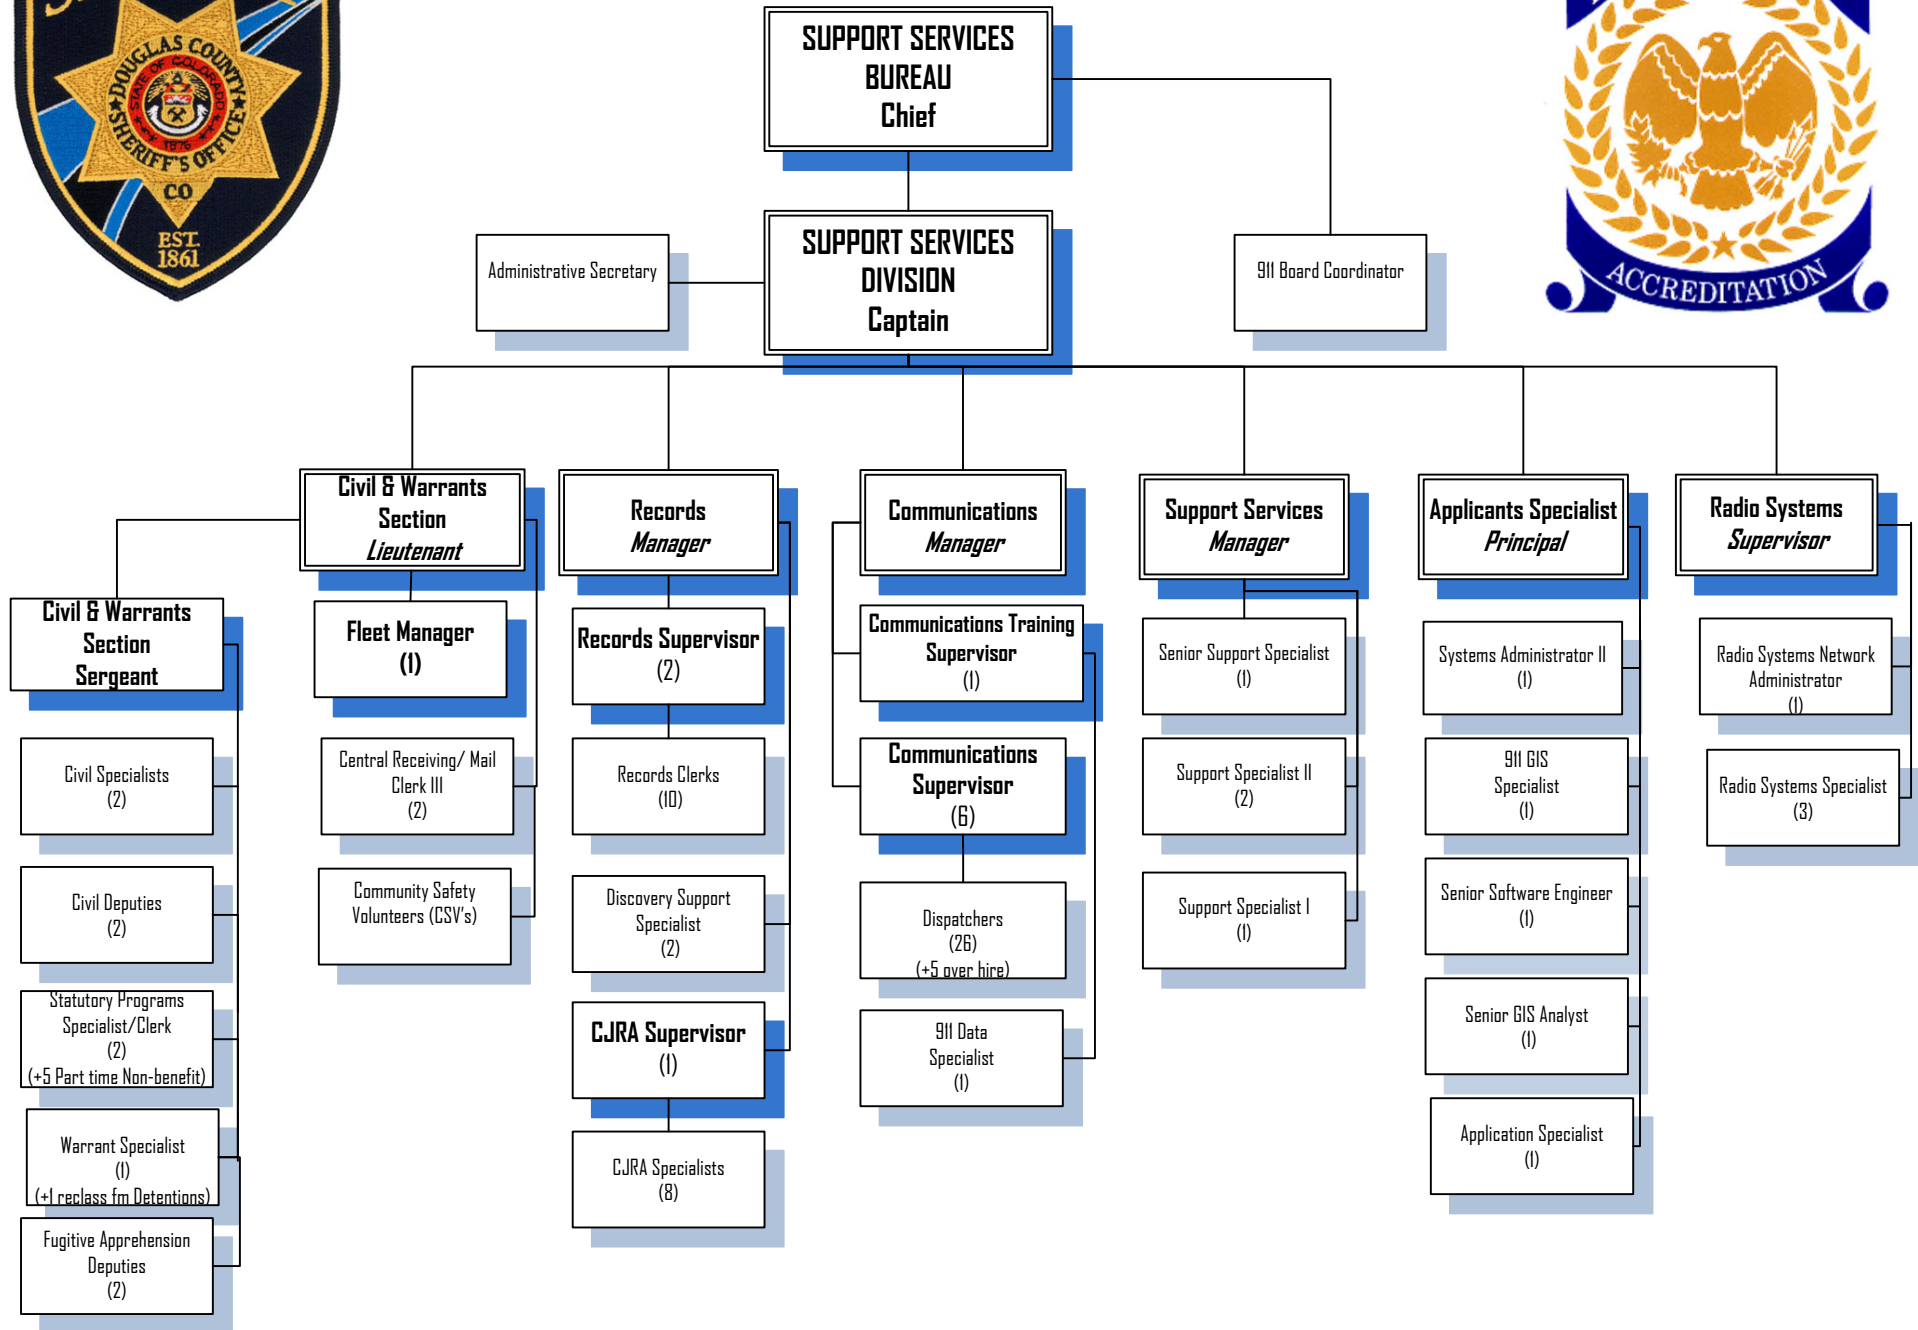 DOUGLAS COUNTY
STATE OF COLORADO
1876
SHERIFF'S OFFICE
CO
EST.
1861
SUPPORT SERVICES
BUREAU
Chief
ACCREDITATION
SUPPORT SERVICES
DIVISION
Captain
Administrative Secretary
911 Board Coordinator
Civil & Warrants
Section
Lieutenant
Records
Manager
Communications
Manager
Support Services
Manager
Applicants Specialist
Principal
Radio Systems
Supervisor
Civil & Warrants
Section
Sergeant
Civil Specialists
(2)
Civil Deputies
(2)
Statutory Programs
Specialist/Clerk
(2)
(+5 Part time Non-benefit)
Warrant Specialist
(1)
(+1 reclass fm Detentions)
Fugitive Apprehension
Deputies
(2)
Fleet Manager
(1)
Central Receiving/ Mail
Clerk III
(2)
Community Safety
Volunteers (CSV's)
Records Supervisor
(2)
Records Clerks
(10)
Discovery Support
Specialist
(2)
CJRA Supervisor
(1)
CJRA Specialists
(8)
Communications Training
Supervisor
(1)
Communications
Supervisor
(6)
Dispatchers
(26)
(+5 over hire)
911 Data
Specialist
(1)
Senior Support Specialist
(1)
Support Specialist II
(2)
Support Specialist I
(1)
Systems Administrator II
(1)
911 GIS
Specialist
(1)
Senior Software Engineer
(1)
Senior GIS Analyst
(1)
Application Specialist
(1)
Radio Systems Network
Administrator
(1)
Radio Systems Specialist
(3)